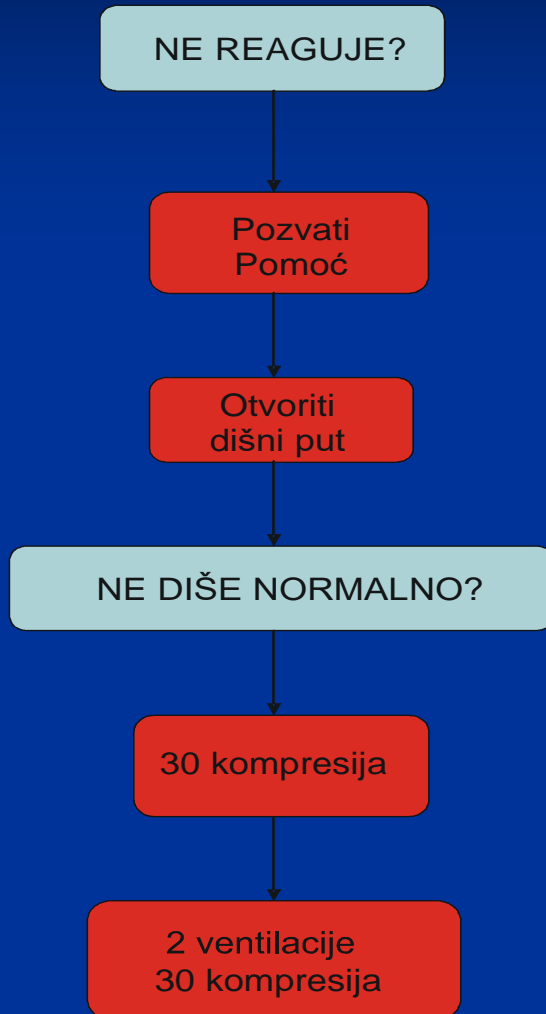 NE REAGUJE?
Pozvati
Pomoć
Otvoriti
dišni put
NE DIŠE NORMALNO?
30 kompresija
2 ventilacije
30 kompresija